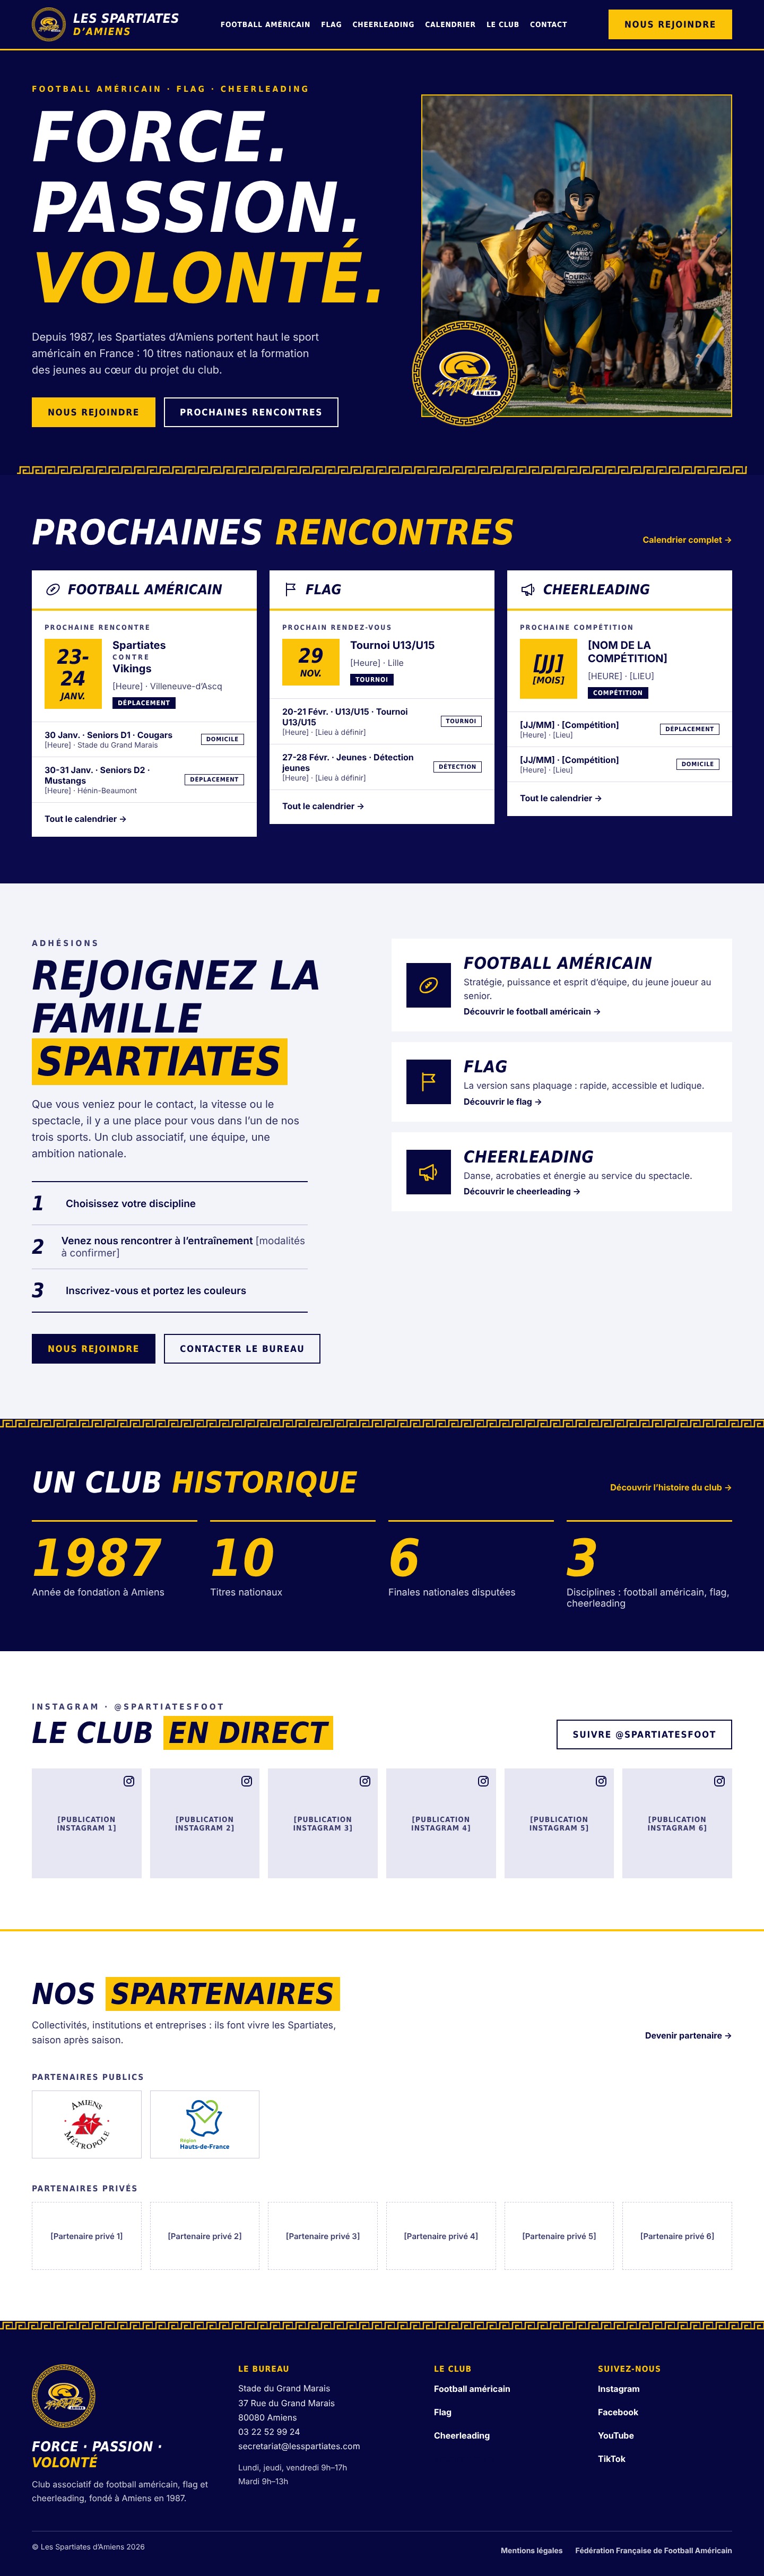 LES SPARTIATES
D'AMIENS
FOOTBALL AMÉRICAIN FLAG CHEERLEADING CALENDRIER LE CLUB CONTACT
NOUS REJOINDRE
FOOTBALL AMÉRICAIN · FLAG · CHEERLEADING
FORCE.
PASSION.
VOLONTÉ.
Depuis 1987, les Spartiates d'Amiens portent haut le sport
américain en France : 10 titres nationaux et la formation
des jeunes au cœur du projet du club.
NOUS REJOINDRE
PROCHAINES RENCONTRES
ALLO
MARIO
PIZZAS
SPARTIATES
AMIENS
PROCHAINES RENCONTRES
Calendrier complet →
FOOTBALL AMÉRICAIN
PROCHAINE RENCONTRE
23-
24
JANV.
Spartiates
CONTRE
Vikings
[Heure] · Villeneuve-d'Ascq
DÉPLACEMENT
30 Janv. · Seniors D1 · Cougars
[Heure] · Stade du Grand Marais
DOMICILE
30-31 Janv. · Seniors D2 ·
Mustangs
[Heure] · Hénin-Beaumont
DÉPLACEMENT
Tout le calendrier →
FLAG
PROCHAIN RENDEZ-VOUS
29
NOV.
Tournoi U13/U15
[Heure] · Lille
TOURNOI
20-21 Févr. · U13/U15 · Tournoi
U13/U15
[Heure] · [Lieu à définir]
TOURNOI
27-28 Févr. · Jeunes · Détection
jeunes
[Heure] · [Lieu à définir]
DÉTECTION
Tout le calendrier →
CHEERLEADING
PROCHAINE COMPÉTITION
[JJ]
[MOIS]
[NOM DE LA
COMPÉTITION]
[HEURE] · [LIEU]
COMPÉTITION
[JJ/MM] · [Compétition]
[Heure] · [Lieu]
DÉPLACEMENT
[JJ/MM] · [Compétition]
[Heure] · [Lieu]
DOMICILE
Tout le calendrier →
ADHÉSIONS
REJOIGNEZ LA
FAMILLE
SPARTIATES
Que vous veniez pour le contact, la vitesse ou le
spectacle, il y a une place pour vous dans l'un de nos
trois sports. Un club associatif, une équipe, une
ambition nationale.
1 Choisissez votre discipline
2 Venez nous rencontrer à l'entraînement [modalités
à confirmer]
3 Inscrivez-vous et portez les couleurs
NOUS REJOINDRE
CONTACTER LE BUREAU
FOOTBALL AMÉRICAIN
Stratégie, puissance et esprit d'équipe, du jeune joueur au
senior.
Découvrir le football américain →
FLAG
La version sans plaquage : rapide, accessible et ludique.
Découvrir le flag →
CHEERLEADING
Danse, acrobaties et énergie au service du spectacle.
Découvrir le cheerleading →
UN CLUB HISTORIQUE
Découvrir l'histoire du club →
1987
Année de fondation à Amiens
10
Titres nationaux
6
Finales nationales disputées
3
Disciplines : football américain, flag,
cheerleading
INSTAGRAM · @SPARTIATESFOOT
LE CLUB EN DIRECT
SUIVRE @SPARTIATESFOOT
[PUBLICATION
INSTAGRAM 1]
[PUBLICATION
INSTAGRAM 2]
[PUBLICATION
INSTAGRAM 3]
[PUBLICATION
INSTAGRAM 4]
[PUBLICATION
INSTAGRAM 5]
[PUBLICATION
INSTAGRAM 6]
NOS SPARTENAIRES
Collectivités, institutions et entreprises : ils font vivre les Spartiates,
saison après saison.
Devenir partenaire →
PARTENAIRES PUBLICS
AMIENS
MÉTROPOLE
Région
Hauts-de-France
PARTENAIRES PRIVÉS
[Partenaire privé 1]
[Partenaire privé 2]
[Partenaire privé 3]
[Partenaire privé 4]
[Partenaire privé 5]
[Partenaire privé 6]
SPARTIATES
AMIENS
FORCE · PASSION ·
VOLONTÉ
Club associatif de football américain, flag et
cheerleading, fondé à Amiens en 1987.
LE BUREAU
Stade du Grand Marais
37 Rue du Grand Marais
80080 Amiens
03 22 52 99 24
secretariat@lesspartiates.com
Lundi, jeudi, vendredi 9h–17h
Mardi 9h–13h
LE CLUB
Football américain
Flag
Cheerleading
SUIVEZ-NOUS
Instagram
Facebook
YouTube
TikTok
© Les Spartiates d'Amiens 2026
Mentions légales
Fédération Française de Football Américain